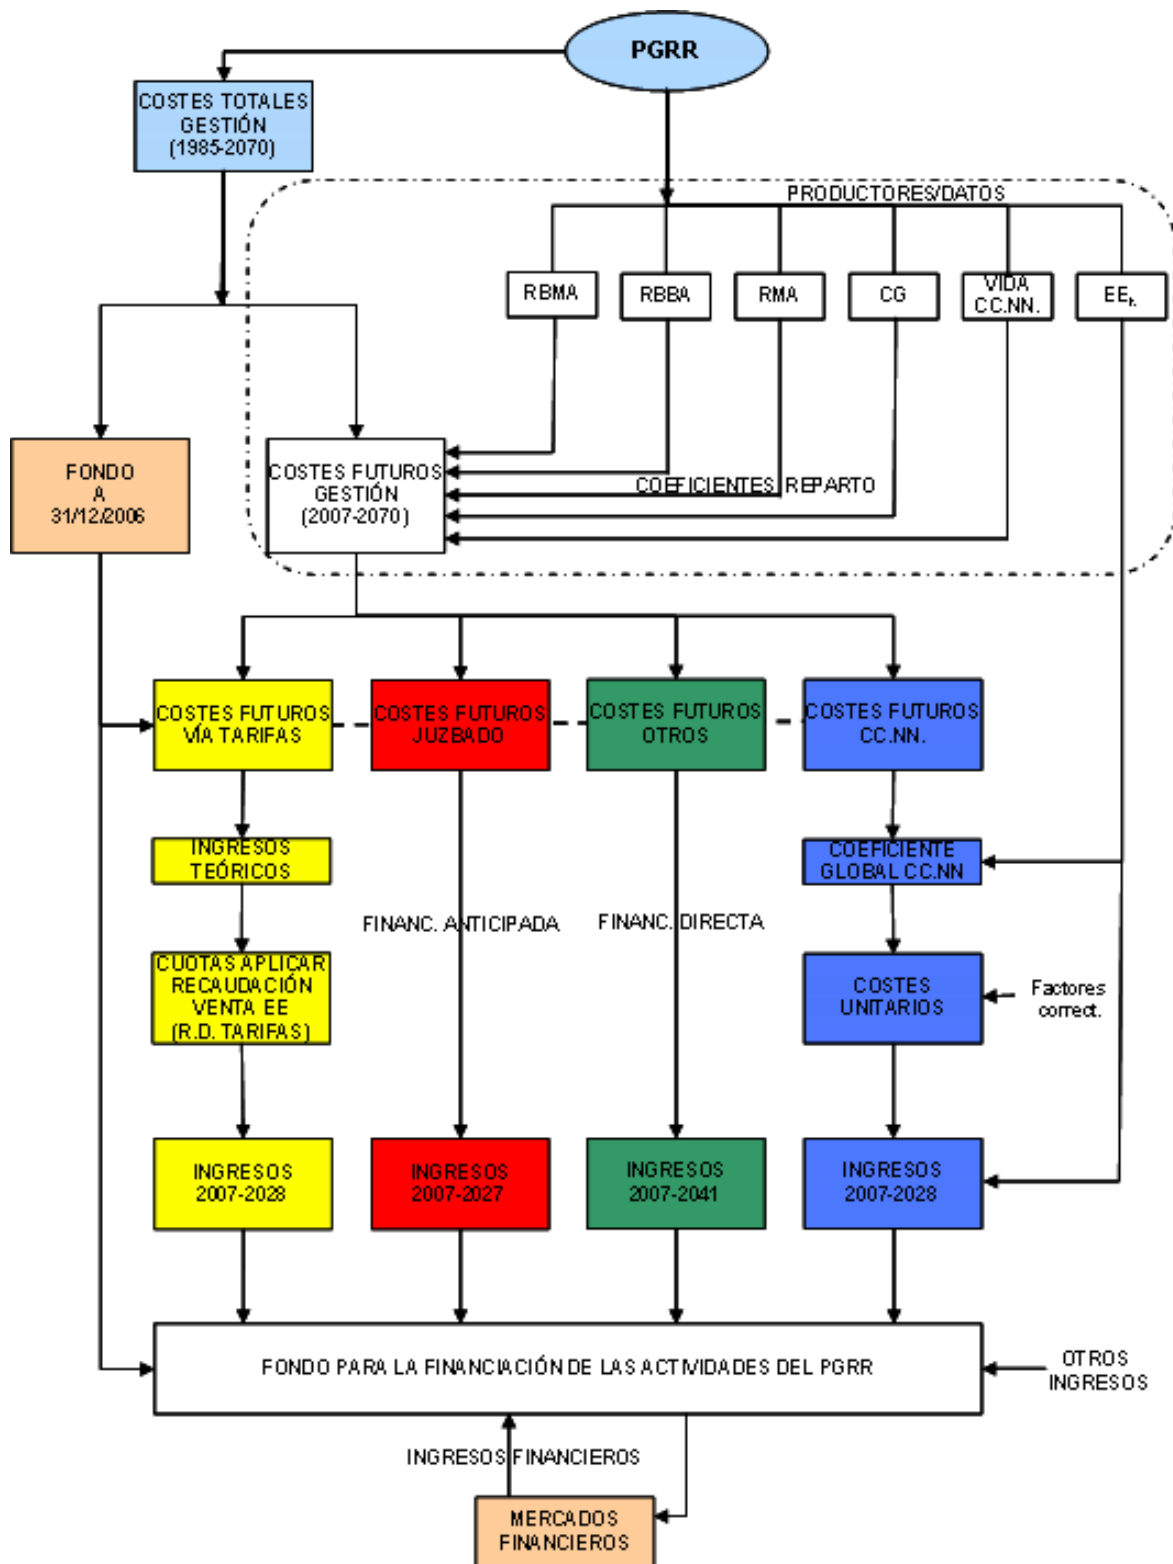 PGRR
COSTES TOTALES
GESTIÓN
(1985-2070)
PRODUCTORES/DATOS
RBMA
RBBA
RMA
CG
VIDA
CC.NN.
EE
FONDO
A
31/12/2006
COSTES FUTUROS
GESTIÓN
(2007-2070)
COEFICIENTES REPARTO
COSTES FUTUROS
VÍA TARIFAS
COSTES FUTUROS
JUZBADO
COSTES FUTUROS
OTROS
COSTES FUTUROS
CC.NN.
INGRESOS
TEÓRICOS
COEFICIENTE
GLOBAL CC.NN
FINANC. ANTICIPADA
FINANC. DIRECTA
CUOTAS APLICAR
RECAUDACIÓN
VENTA EE
(R.D. TARIFAS)
COSTES
UNITARIOS
Factores
correct.
INGRESOS
2007-2028
INGRESOS
2007-2027
INGRESOS
2007-2041
INGRESOS
2007-2028
FONDO PARA LA FINANCIACIÓN DE LAS ACTIVIDADES DEL PGRR
OTROS
INGRESOS
INGRESOS FINANCIEROS
MERCADOS
FINANCIEROS